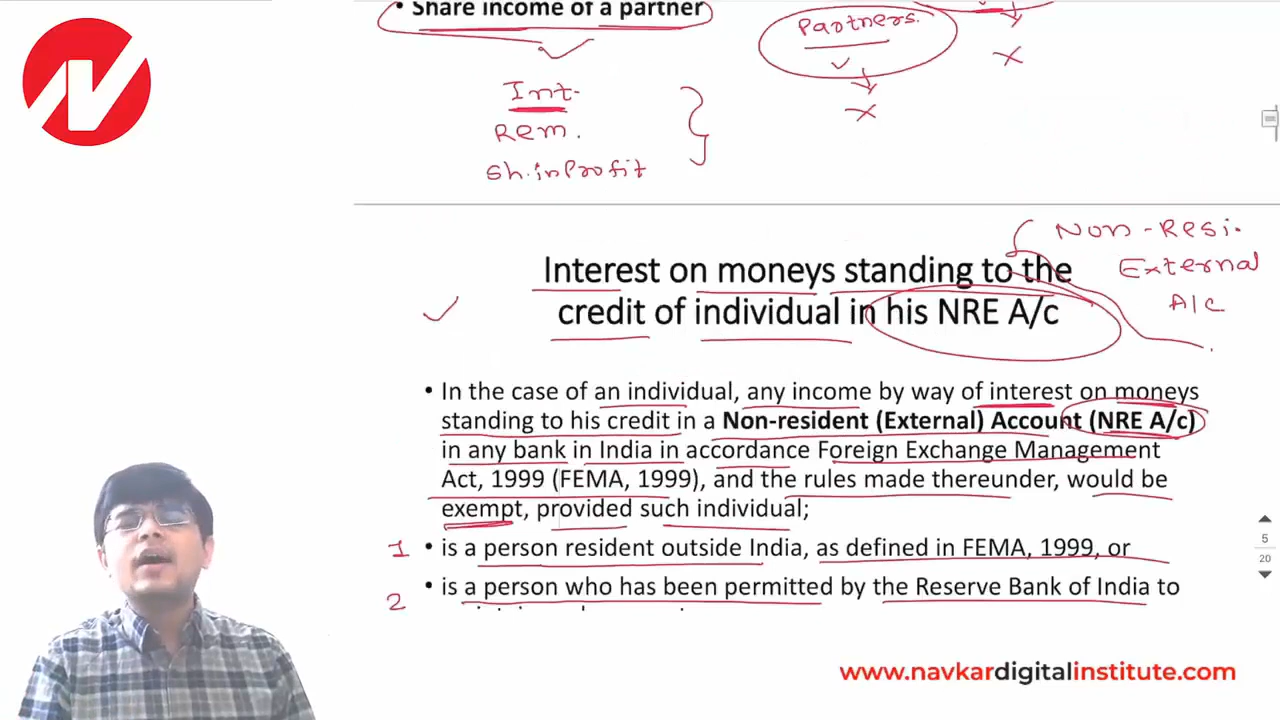 • Share income of a partner
Partners.
Int.
Rem.
Sh.inProfit
Non-Resi.
External
A/c
Interest on moneys standing to the
credit of individual in his NRE A/c
• In the case of an individual, any income by way of interest on moneys
standing to his credit in a Non-resident (External) Account (NRE A/c)
in any bank in India in accordance Foreign Exchange Management
Act, 1999 (FEMA, 1999), and the rules made thereunder, would be
exempt, provided such individual;
1 • is a person resident outside India, as defined in FEMA, 1999, or
2 • is a person who has been permitted by the Reserve Bank of India to
5
20
www.navkardigitalinstitute.com